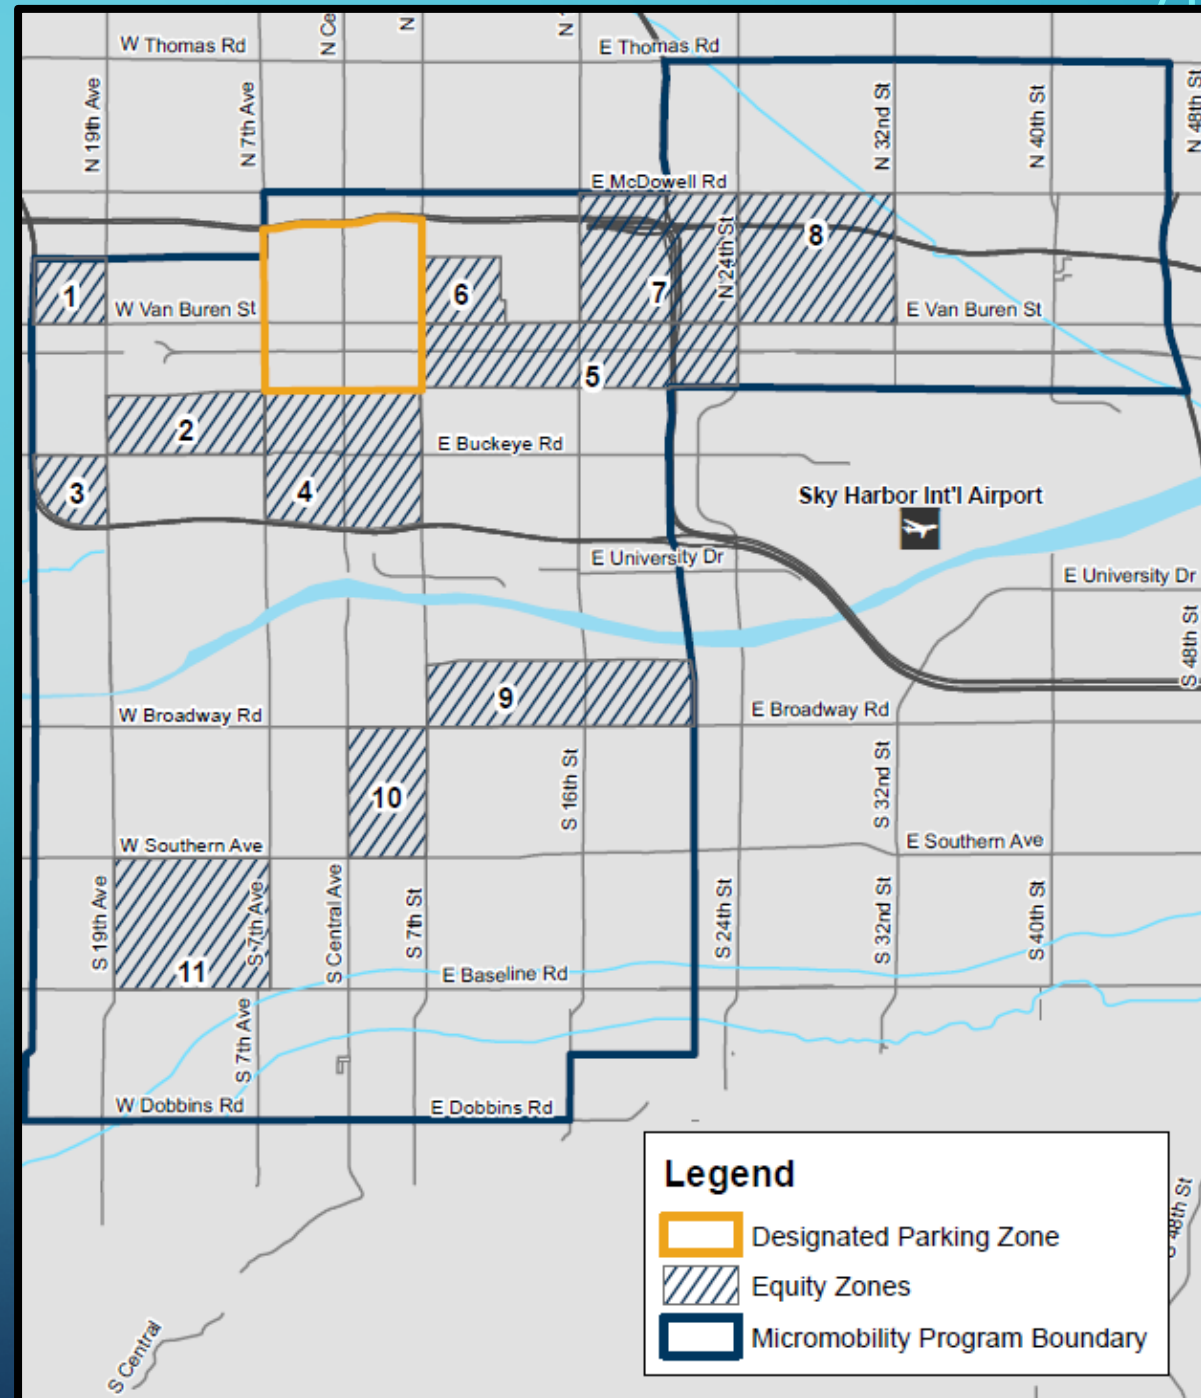 W Thomas Rd
N Ce
N
N
E Thomas Rd
N 19th Ave
N 7th Ave
N 32nd St
N 40th St
N 48th St
E McDowell Rd
N 24th St
8
1
W Van Buren St
6
7
E Van Buren St
5
2
E Buckeye Rd
3
4
Sky Harbor Int'l Airport
E University Dr
E University Dr
S 48th St
9
W Broadway Rd
E Broadway Rd
10
S 16th St
S 32nd St
W Southern Ave
E Southern Ave
S 19th Ave
S 7th Ave
S Central Ave
S 7th St
S 24th St
S 32nd St
S 40th St
11
E Baseline Rd
S 7th Ave
W Dobbins Rd
E Dobbins Rd
Legend
Designated Parking Zone
Equity Zones
Micromobility Program Boundary
S 48th St
S Central